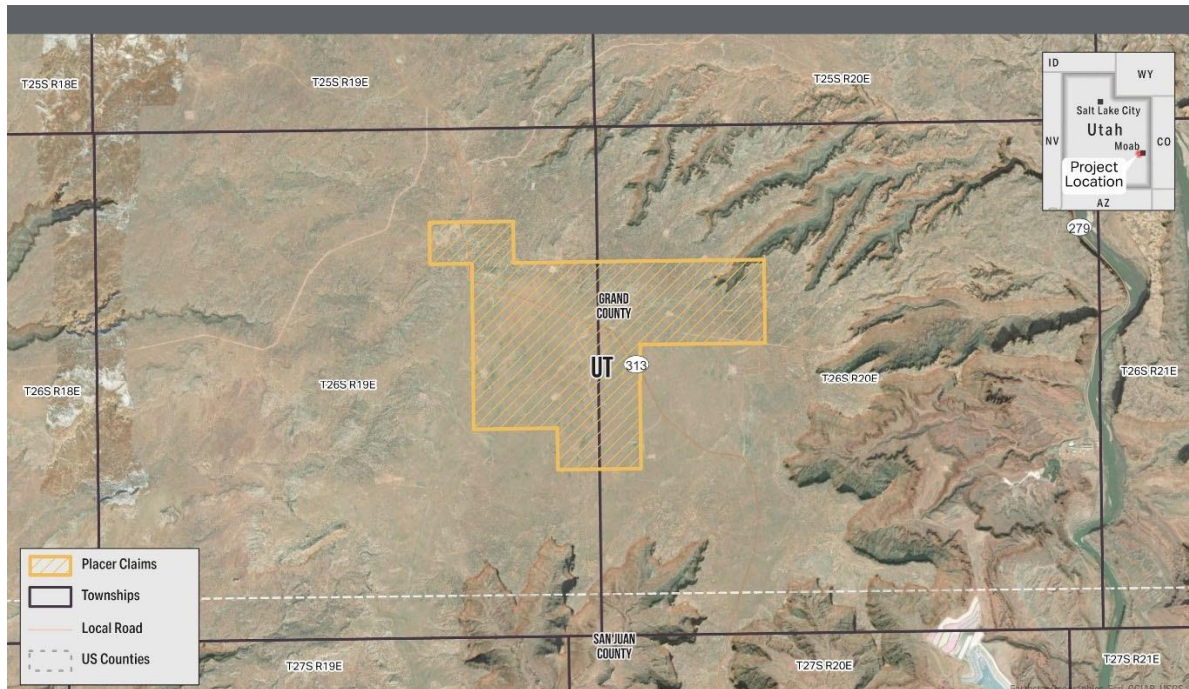 T25S R18E
T25S R19E
T25S R20E
ID
WY
Salt Lake City
Utah
NV
Moab
CO
Project
Location
AZ
279
GRAND
COUNTY
UT
313
T26S R18E
T26S R19E
T26S R20E
T26S R21E
Placer Claims
Townships
Local Road
US Counties
SAN JUAN
COUNTY
T27S R19E
T27S R20E
T27S R21E